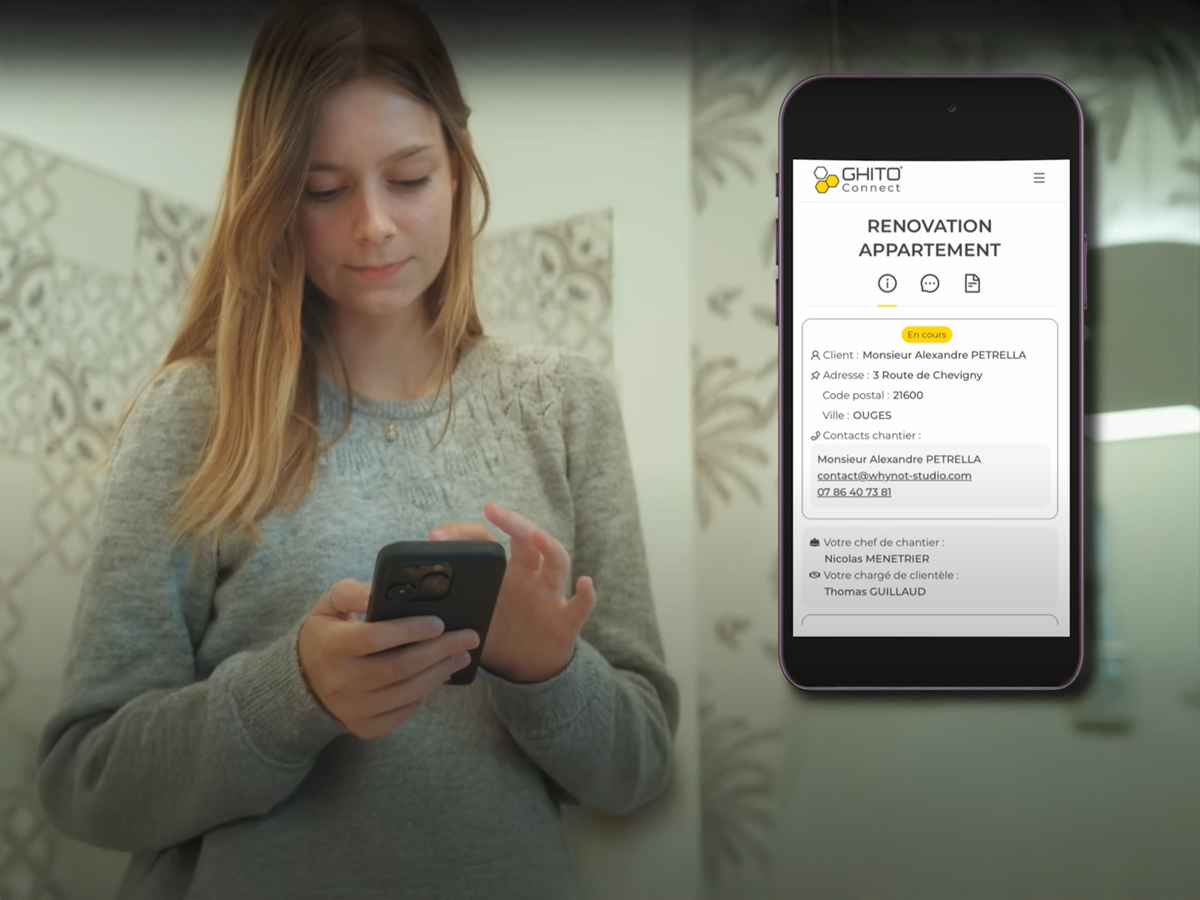 GHITO
Connect
RENOVATION
APPARTEMENT
En cours
Client : Monsieur Alexandre PETRELLA
Adresse : 3 Route de Chevigny
Code postal : 21600
Ville : OUGES
Contacts chantier :
Monsieur Alexandre PETRELLA
contact@whynot-studio.com
07 86 40 73 81
Votre chef de chantier :
Nicolas MENETRIER
Votre chargé de clientèle :
Thomas GUILLAUD